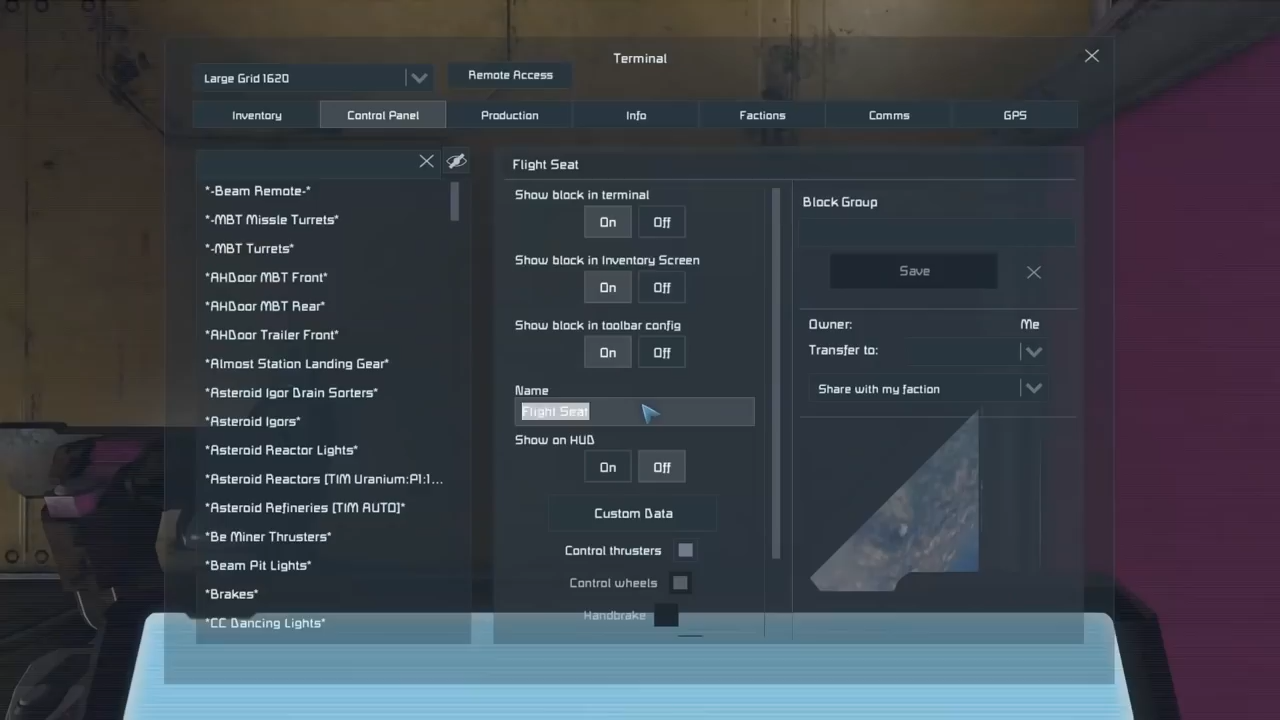 Terminal
Large Grid 1620
Remote Access
Inventory
Control Panel
Production
Info
Factions
Comms
GPS
*-Beam Remote-*
*-MBT Missle Turrets*
*-MBT Turrets*
*AHDoor MBT Front*
*AHDoor MBT Rear*
*AHDoor Trailer Front*
*Almost Station Landing Gear*
*Asteroid Igor Drain Sorters*
*Asteroid Igors*
*Asteroid Reactor Lights*
*Asteroid Reactors [TIM Uranium:P1:1...
*Asteroid Refineries [TIM AUTO]*
*Be Miner Thrusters*
*Beam Pit Lights*
*Brakes*
*CC Dancing Lights*
Flight Seat
Show block in terminal
On Off
Show block in Inventory Screen
On Off
Show block in toolbar config
On Off
Name
Flight Seat
Show on HUD
On Off
Custom Data
Control thrusters
Control wheels
Handbrake
Block Group
Save
Owner: Me
Transfer to:
Share with my faction